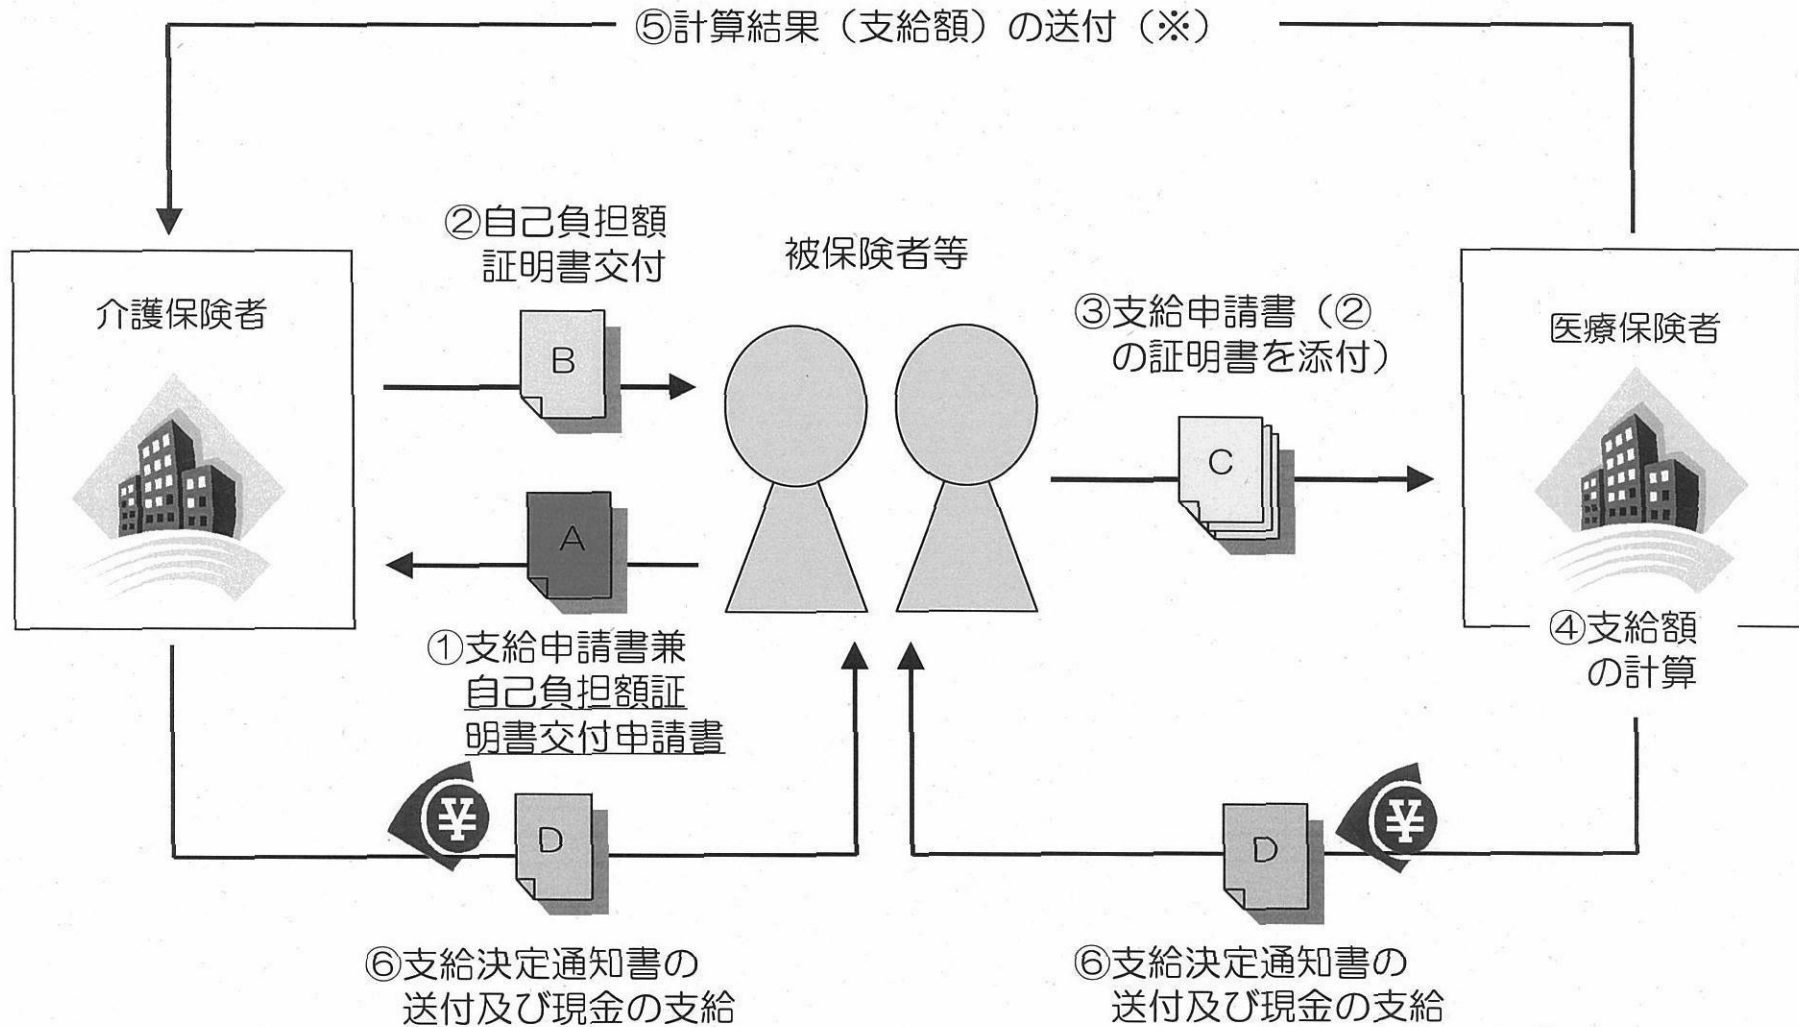 ⑤計算結果（支給額）の送付（※）
②自己負担額
証明書交付
被保険者等
介護保険者
B
③支給申請書（②
の証明書を添付）
医療保険者
C
A
①支給申請書兼
自己負担額証
明書交付申請書
④支給額
の計算
¥
D
D
¥
⑥支給決定通知書の
送付及び現金の支給
⑥支給決定通知書の
送付及び現金の支給